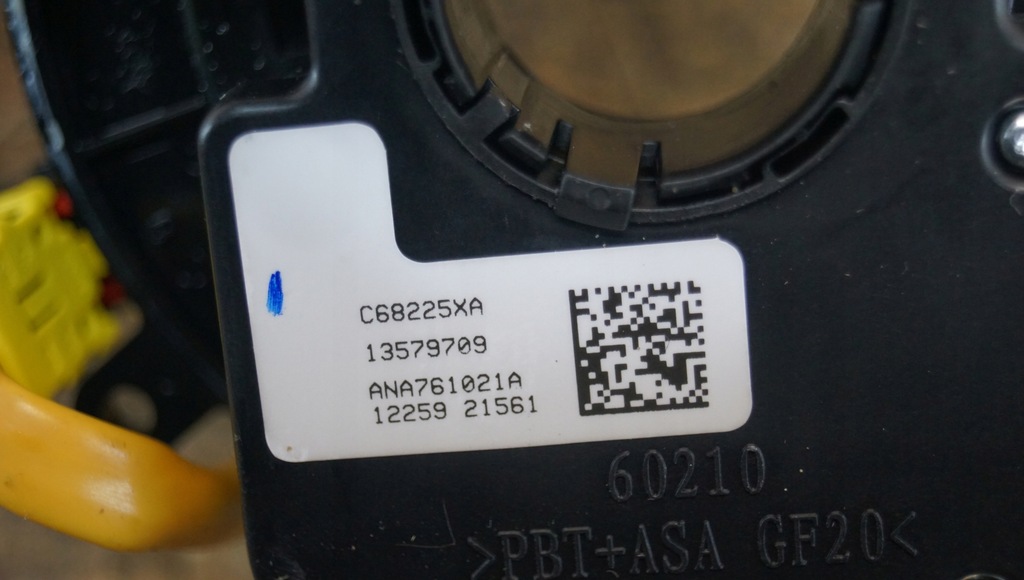 C68225XA
13579709
ANA761021A
12259 21561
60210
>PBT+ASA GF20<